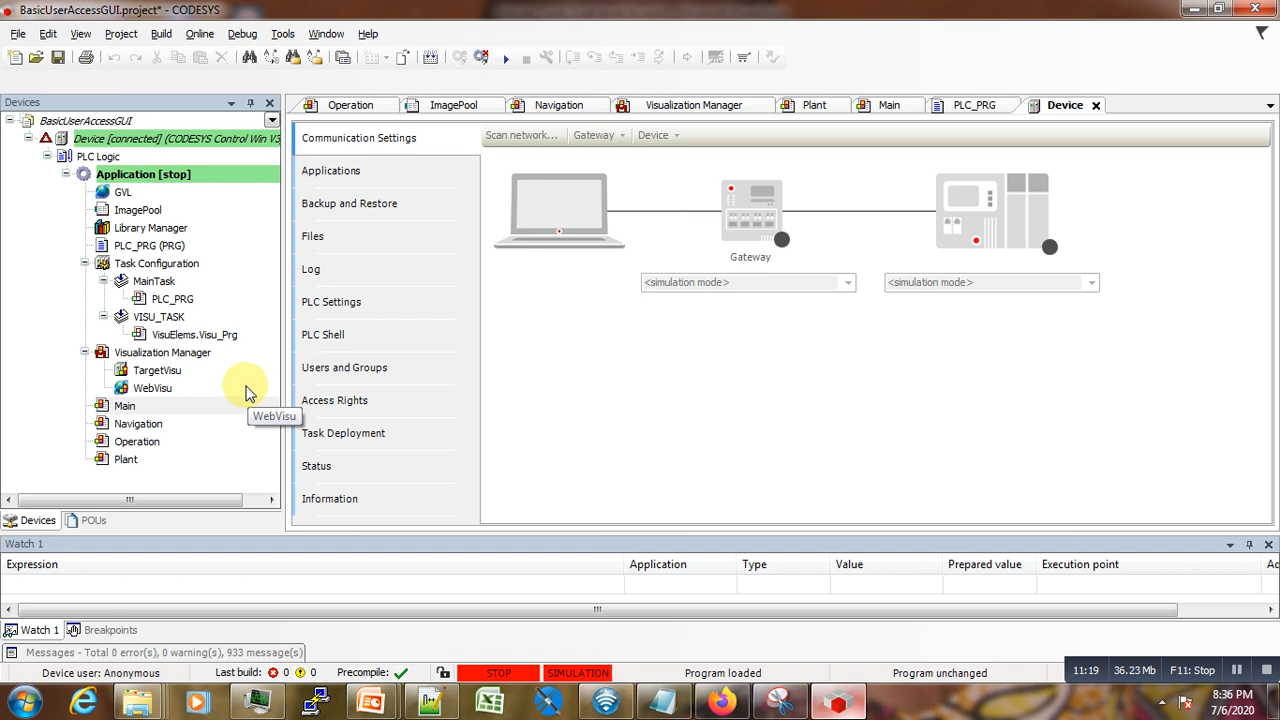 BasicUserAccessGUI.project* - CODESYS
File Edit View Project Build Online Debug Tools Window Help
Devices
Operation ImagePool Navigation Visualization Manager Plant Main PLC_PRG Device
BasicUserAccessGUI
Device [connected] (CODESYS Control Win V3
PLC Logic
Application [stop]
GVL
ImagePool
Library Manager
PLC_PRG (PRG)
Task Configuration
MainTask
PLC_PRG
VISU_TASK
VisuElems.Visu_Prg
Visualization Manager
TargetVisu
WebVisu
Main
Navigation
Operation
Plant
WebVisu
Devices POUs
Communication Settings
Applications
Backup and Restore
Files
Log
PLC Settings
PLC Shell
Users and Groups
Access Rights
Task Deployment
Status
Information
Scan network... Gateway Device
Gateway
<simulation mode> <simulation mode>
Watch 1
Expression Application Type Value Prepared value Execution point Ad
Watch 1 Breakpoints
Messages - Total 0 error(s), 0 warning(s), 933 message(s)
Device user: Anonymous Last build: 0 0 Precompile: STOP SIMULATION Program loaded Program unchanged
11:19 36.23 Mb F11:Stop
8:36 PM
7/6/2020